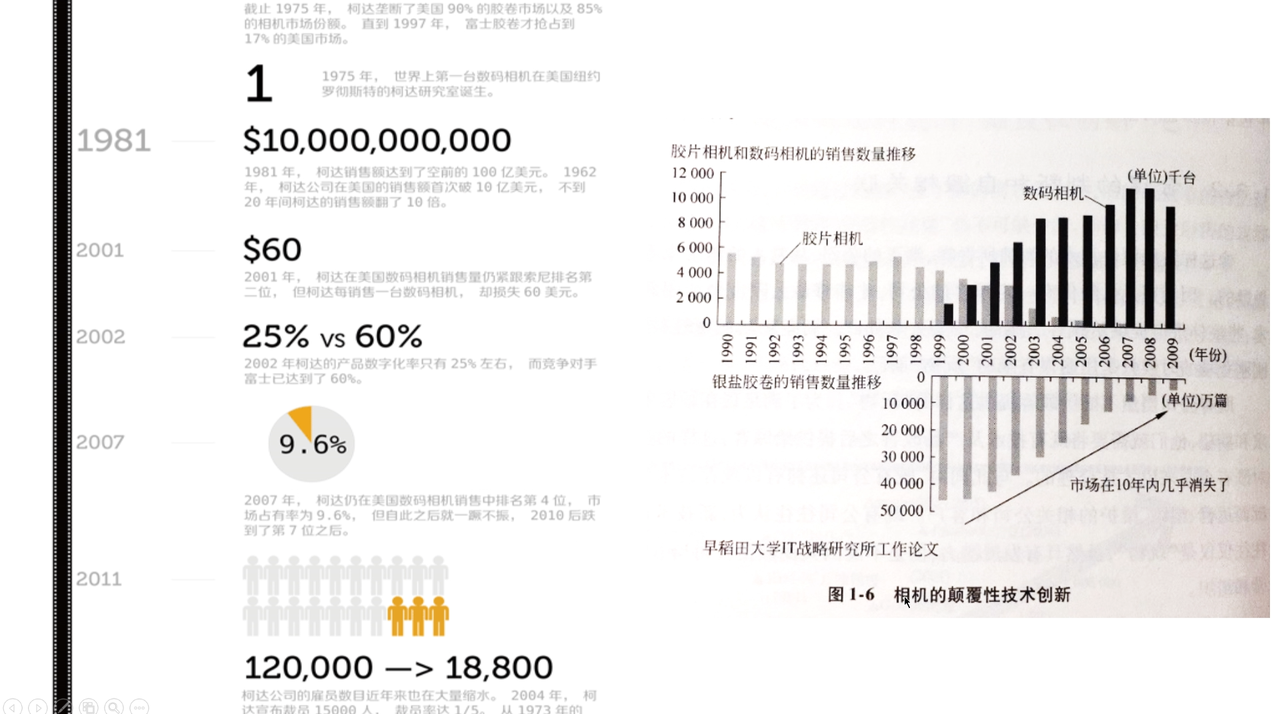 截止 1975 年， 柯达垄断了美国 90% 的胶卷市场以及 85%
的相机市场份额。 直到 1997 年， 富士胶卷才抢占到
17% 的美国市场。
1
1975 年， 世界上第一台数码相机在美国纽约
罗彻斯特的柯达研究室诞生。
1981
$10,000,000,000
1981 年， 柯达销售额达到了空前的 100 亿美元。 1962
年， 柯达公司在美国的销售额首次破 10 亿美元， 不到
20 年间柯达的销售额翻了 10 倍。
2001
$60
2001 年， 柯达在美国数码相机销售量仍紧跟索尼排名第
二位， 但柯达每销售一台数码相机， 却损失 60 美元。
2002
25% vs 60%
2002 年柯达的产品数字化率只有 25% 左右， 而竞争对手
富士已达到了 60%。
2007
9.6%
2007 年， 柯达仍在美国数码相机销售中排名第 4 位， 市
场占有率为 9.6%， 但自此之后就一蹶不振， 2010 后跌
到了第 7 位之后。
2011
120,000 —> 18,800
柯达公司的雇员数目近年来也在大量缩水。 2004 年， 柯
达宣布裁员 15000 人， 裁员率达 1/5。 从 1973 年的
胶片相机和数码相机的销售数量推移
(单位)千台
数码相机
胶片相机
12 000
10 000
8 000
6 000
4 000
2 000
0
1990
1991
1992
1993
1994
1995
1996
1997
1998
1999
2000
2001
2002
2003
2004
2005
2006
2007
2008
2009
(年份)
银盐胶卷的销售数量推移
0
10 000
20 000
30 000
40 000
50 000
(单位)万篇
市场在10年内几乎消失了
早稻田大学IT战略研究所工作论文
图 1-6 相机的颠覆性技术创新